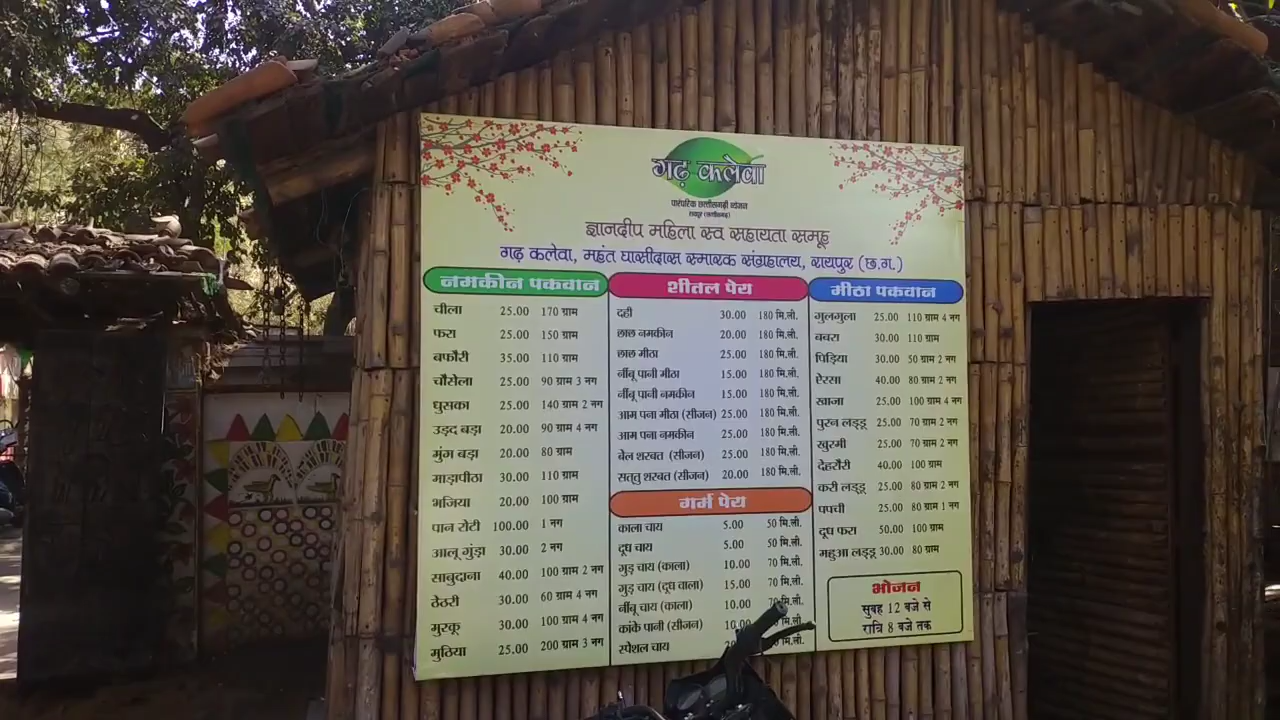 गढ़ कलेवा
पारंपरिक छत्तीसगढ़ी व्यंजन
रायपुर (छत्तीसगढ़)
ज्ञानदीप महिला स्व सहायता समूह
गढ़ कलेवा, महंत घासीदास स्मारक संग्रहालय, रायपुर (छ.ग.)
नमकीन पकवान
चीला 25.00 170 ग्राम
फरा 25.00 150 ग्राम
बफौरी 35.00 110 ग्राम
चौसेला 25.00 90 ग्राम 3 नग
धुसका 25.00 140 ग्राम 2 नग
उड़द बड़ा 20.00 90 ग्राम 4 नग
मुंग बड़ा 20.00 80 ग्राम
माड़ापीठा 30.00 110 ग्राम
भजिया 20.00 100 ग्राम
पान रोटी 100.00 1 नग
आलू गुंड़ा 30.00 2 नग
साबुदाना 40.00 100 ग्राम 2 नग
ठेठरी 30.00 60 ग्राम 4 नग
मुरकू 30.00 100 ग्राम 4 नग
मुठिया 25.00 200 ग्राम 3 नग
शीतल पेय
दही 30.00 180 मि.ली.
छाछ नमकीन 20.00 180 मि.ली.
छाछ मीठा 25.00 180 मि.ली.
नींबू पानी मीठा 15.00 180 मि.ली.
नींबू पानी नमकीन 15.00 180 मि.ली.
आम पना मीठा (सीजन) 25.00 180 मि.ली.
आम पना नमकीन 25.00 180 मि.ली.
बेल शरबत (सीजन) 25.00 180 मि.ली.
सत्तु शरबत (सीजन) 20.00 180 मि.ली.
गर्म पेय
काला चाय 5.00 50 मि.ली.
दूध चाय 5.00 50 मि.ली.
गुड़ चाय (काला) 10.00 70 मि.ली.
गुड़ चाय (दूध वाला) 15.00 70 मि.ली.
नींबू चाय (काला) 10.00 70 मि.ली.
कांके पानी (सीजन) 10.00 मि.ली.
स्पेशल चाय मि.ली.
मीठा पकवान
गुलगुला 25.00 110 ग्राम 4 नग
बबरा 30.00 110 ग्राम
पिड़िया 30.00 50 ग्राम 2 नग
ऐरसा 40.00 80 ग्राम 2 नग
खाजा 25.00 100 ग्राम 4 नग
पुरन लड्डू 25.00 70 ग्राम 2 नग
खुरमी 25.00 70 ग्राम 2 नग
देहरौरी 40.00 100 ग्राम
करी लड्डू 25.00 80 ग्राम 2 नग
पपची 25.00 80 ग्राम 1 नग
दूध फरा 50.00 100 ग्राम
महुआ लड्डू 30.00 80 ग्राम
भोजन
सुबह 12 बजे से
रात्रि 8 बजे तक